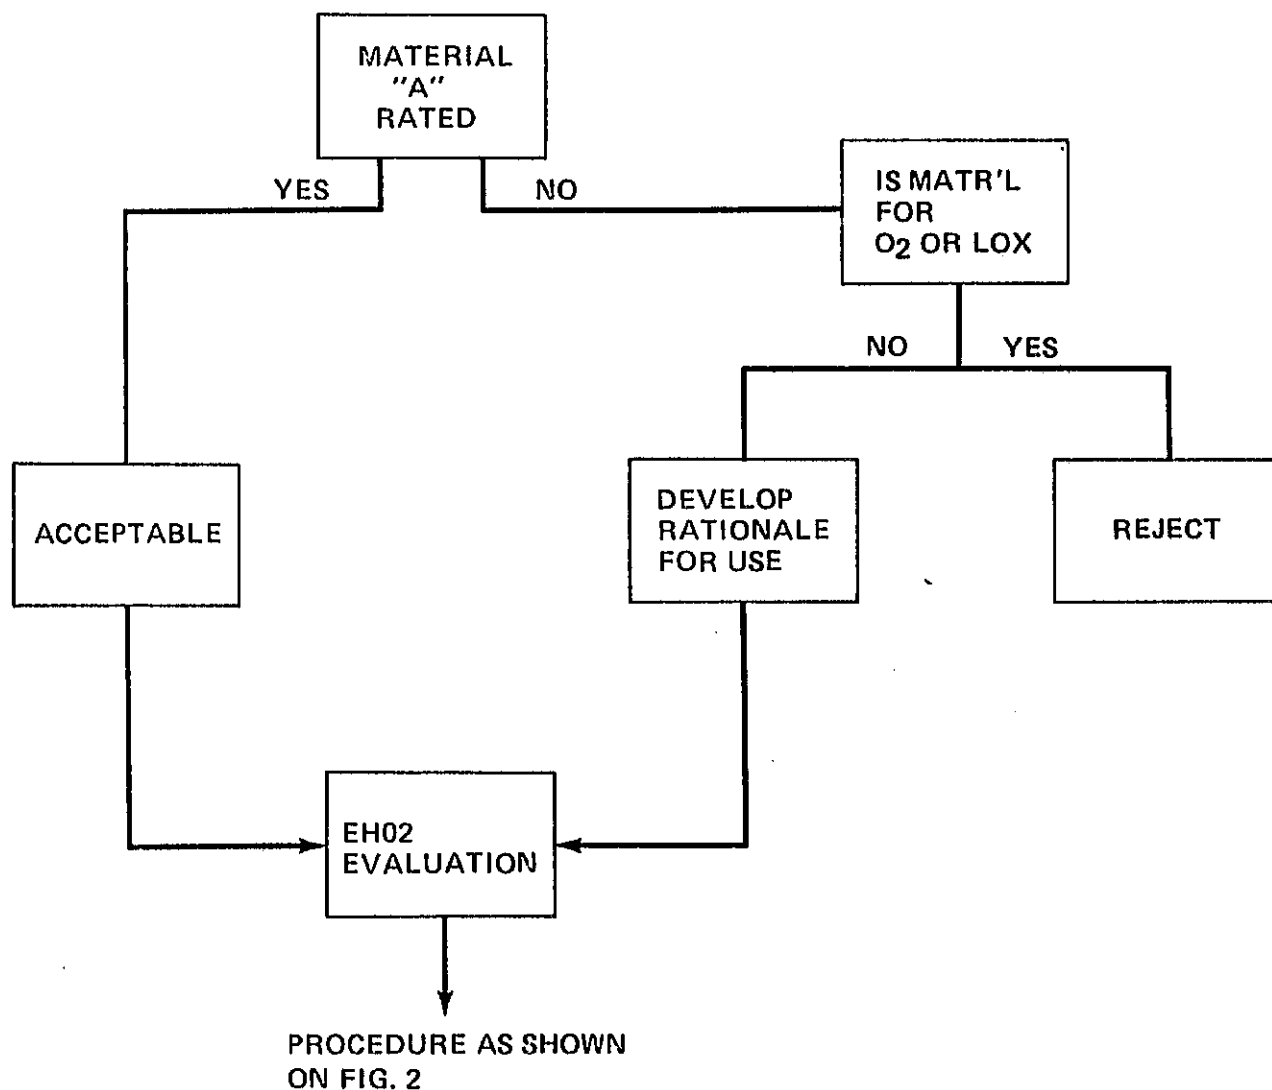 MATERIAL
"A"
RATED
YES
NO
IS MATR'L
FOR
O₂ OR LOX
NO
YES
ACCEPTABLE
DEVELOP
RATIONALE
FOR USE
REJECT
EH02
EVALUATION
PROCEDURE AS SHOWN
ON FIG. 2